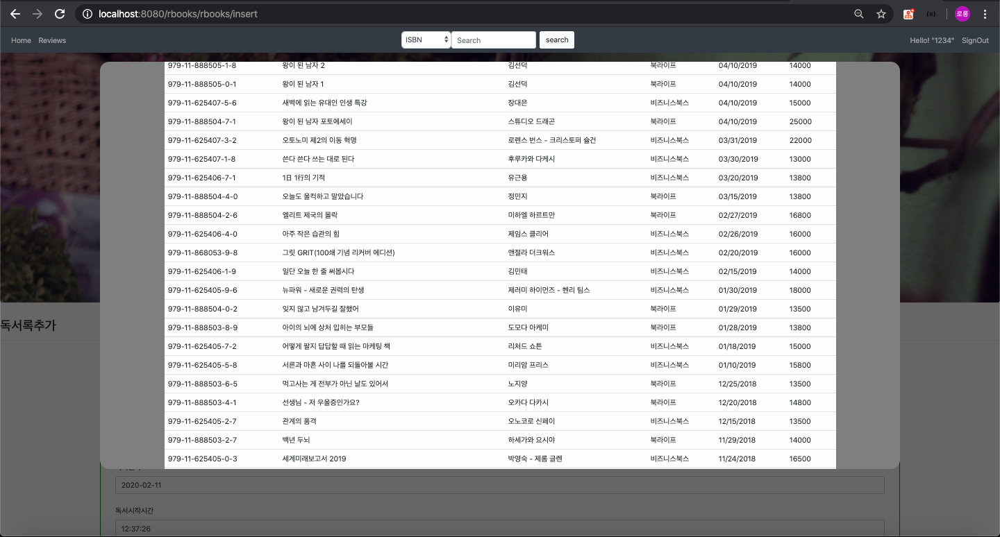 localhost:8080/rbooks/rbooks/insert 로롱
Home Reviews ISBN Search search Hello! "1234" SignOut
979-11-888505-1-8 왕이 된 남자 2 김선덕 북라이프 04/10/2019 14000
979-11-888505-0-1 왕이 된 남자 1 김선덕 북라이프 04/10/2019 14000
979-11-625407-5-6 새벽에 읽는 유대인 인생 특강 장대은 비즈니스북스 04/10/2019 15000
979-11-888504-7-1 왕이 된 남자 포토에세이 스튜디오 드래곤 북라이프 04/10/2019 25000
979-11-625407-3-2 오토노미 제2의 이동 혁명 로렌스 번스 - 크리스토퍼 슐건 비즈니스북스 03/31/2019 22000
979-11-625407-1-8 쓴다 쓴다 쓰는 대로 된다 후루카와 다케시 비즈니스북스 03/30/2019 13000
979-11-625406-7-1 1日 1行의 기적 유근용 비즈니스북스 03/20/2019 13800
979-11-888504-4-0 오늘도 울컥하고 말았습니다 정민지 북라이프 03/15/2019 13800
979-11-888504-2-6 엘리트 제국의 몰락 미하엘 하르트만 북라이프 02/27/2019 16800
979-11-625406-4-0 아주 작은 습관의 힘 제임스 클리어 비즈니스북스 02/26/2019 16000
979-11-868053-9-8 그릿 GRIT(100쇄 기념 리커버 에디션) 앤절라 더크워스 비즈니스북스 02/20/2019 16000
979-11-625406-1-9 일단 오늘 한 줄 써봅시다 김민태 비즈니스북스 02/15/2019 14000
979-11-625405-9-6 뉴파워 - 새로운 권력의 탄생 제러미 하이먼즈 - 헨리 팀스 비즈니스북스 01/30/2019 18000
979-11-888504-0-2 잊지 않고 남겨두길 잘했어 이유미 북라이프 01/29/2019 13500
979-11-888503-8-9 아이의 뇌에 상처 입히는 부모들 도모다 아케미 북라이프 01/28/2019 13800
979-11-625405-7-2 어떻게 팔지 답답할 때 읽는 마케팅 책 리처드 쇼튼 비즈니스북스 01/18/2019 15000
979-11-625405-5-8 서른과 마흔 사이 나를 되돌아볼 시간 미리암 프리스 비즈니스북스 01/10/2019 15800
979-11-888503-6-5 먹고사는 게 전부가 아닌 날도 있어서 노지양 북라이프 12/25/2018 13500
979-11-888503-4-1 선생님 - 저 우울증인가요? 오카다 다카시 북라이프 12/20/2018 14800
979-11-625405-2-7 관계의 품격 오노코로 신페이 비즈니스북스 12/15/2018 13500
979-11-888503-2-7 백년 두뇌 하세가와 요시야 북라이프 11/29/2018 14000
979-11-625405-0-3 세계미래보고서 2019 박영숙 - 제롬 글렌 비즈니스북스 11/24/2018 16500
독서록추가
2020-02-11
독서시작시간
12:37:26